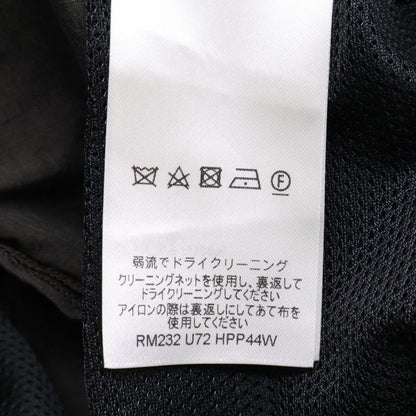 F
弱流でドライクリーニング
クリーニングネットを使用し、裏返して
ドライクリーニングしてください
アイロンの際は裏返しにしてあて布を
使用してください
RM232 U72 HPP44W